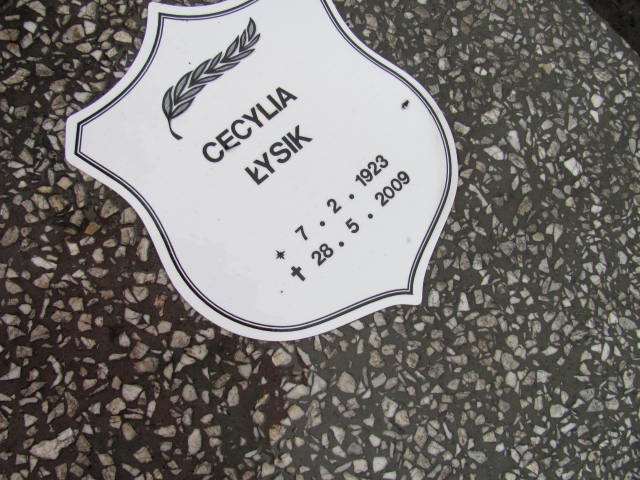 CECYLIA
ŁYSIK
* 7 . 2 . 1923
✝ 28 . 5 . 2009